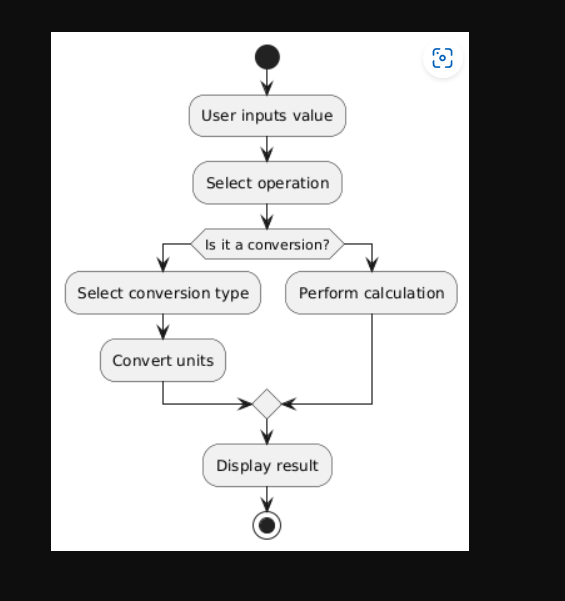 User inputs value
Select operation
Is it a conversion?
Select conversion type
Perform calculation
Convert units
Display result